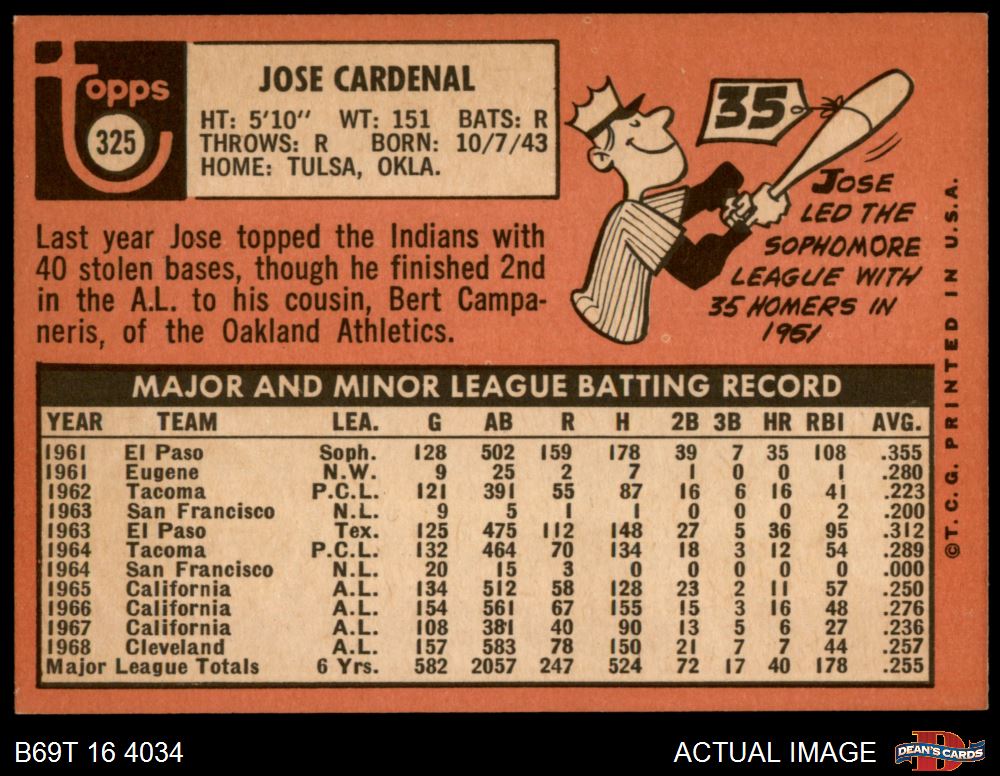 topps
325
JOSE CARDENAL
HT: 5'10" WT: 151 BATS: R
THROWS: R BORN: 10/7/43
HOME: TULSA, OKLA.
Last year Jose topped the Indians with
40 stolen bases, though he finished 2nd
in the A.L. to his cousin, Bert Campa-
neris, of the Oakland Athletics.
35
JOSE
LED THE
SOPHOMORE
LEAGUE WITH
35 HOMERS IN
1961
MAJOR AND MINOR LEAGUE BATTING RECORD
YEAR TEAM LEA. G AB R H 2B 3B HR RBI AVG.
1961 El Paso Soph. 128 502 159 178 39 7 35 108 .355
1961 Eugene N.W. 9 25 2 7 1 0 0 1 .280
1962 Tacoma P.C.L. 121 391 55 87 16 6 16 41 .223
1963 San Francisco N.L. 9 5 1 1 0 0 0 2 .200
1963 El Paso Tex. 125 475 112 148 27 5 36 95 .312
1964 Tacoma P.C.L. 132 464 70 134 18 3 12 54 .289
1964 San Francisco N.L. 20 15 3 0 0 0 0 0 .000
1965 California A.L. 134 512 58 128 23 2 11 57 .250
1966 California A.L. 154 561 67 155 15 3 16 48 .276
1967 California A.L. 108 381 40 90 13 5 6 27 .236
1968 Cleveland A.L. 157 583 78 150 21 7 7 44 .257
Major League Totals 6 Yrs. 582 2057 247 524 72 17 40 178 .255
© T.C.G. PRINTED IN U.S.A.
B69T 16 4034
ACTUAL IMAGE
D
DEAN'S CARDS